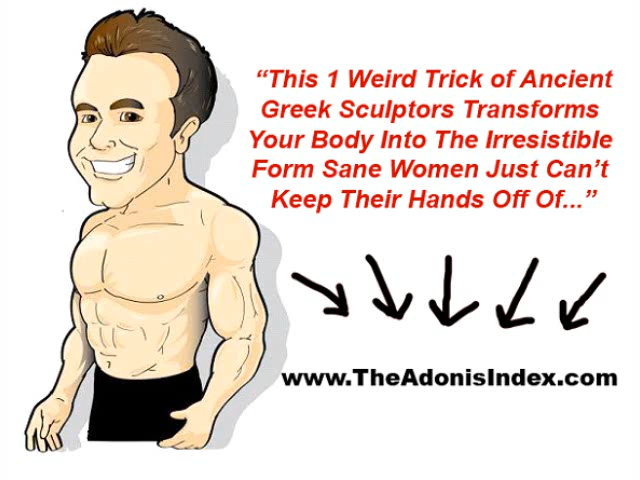 “This 1 Weird Trick of Ancient
Greek Sculptors Transforms
Your Body Into The Irresistible
Form Sane Women Just Can’t
Keep Their Hands Off Of...”
www.TheAdonisIndex.com